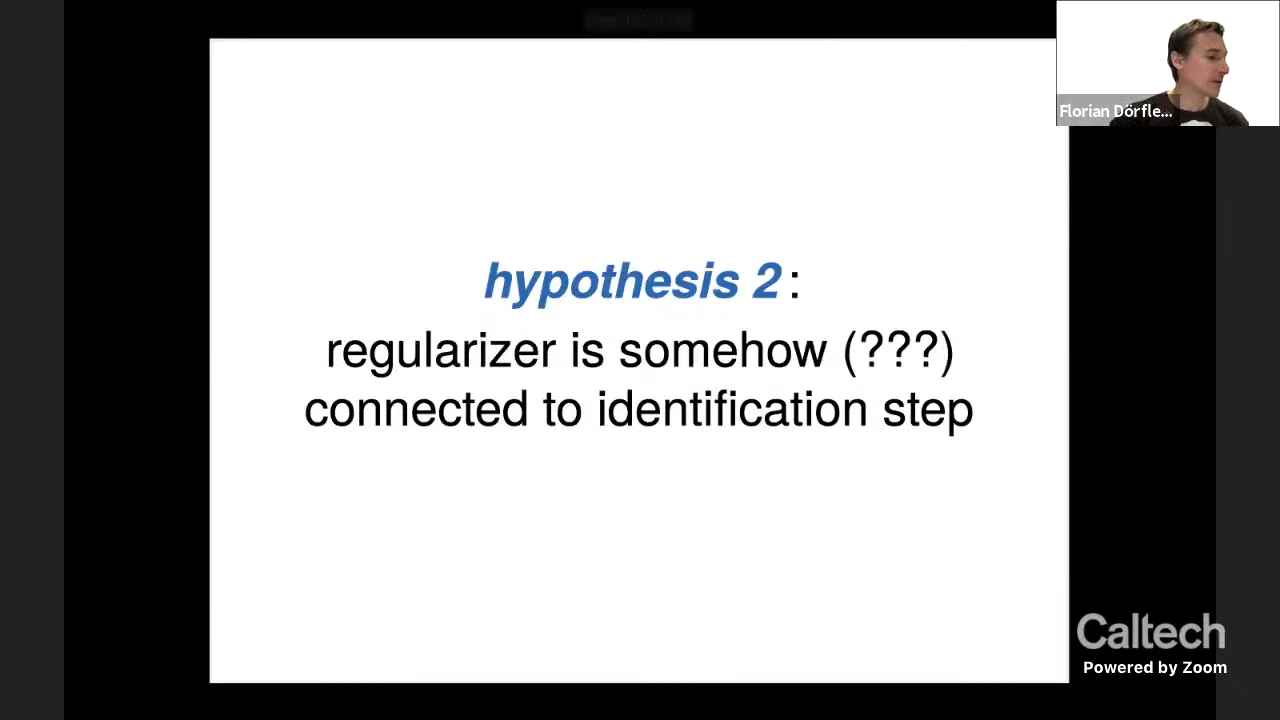 Florian Dörfle...
hypothesis 2:
regularizer is somehow (???)
connected to identification step
Caltech
Powered by Zoom